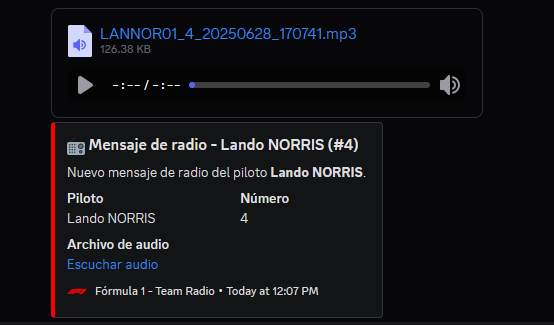 LANNOR01_4_20250628_170741.mp3
126.38 KB
-:-- / -:--
Mensaje de radio - Lando NORRIS (#4)
Nuevo mensaje de radio del piloto Lando NORRIS.
Piloto Número
Lando NORRIS 4
Archivo de audio
Escuchar audio
Fórmula 1 - Team Radio • Today at 12:07 PM